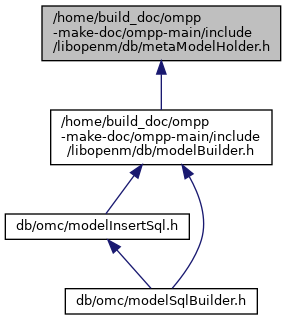 /home/build_doc/ompp
-make-doc/ompp-main/include
/libopenm/db/metaModelHolder.h
/home/build_doc/ompp
-make-doc/ompp-main/include
/libopenm/db/modelBuilder.h
db/omc/modelInsertSql.h
db/omc/modelSqlBuilder.h